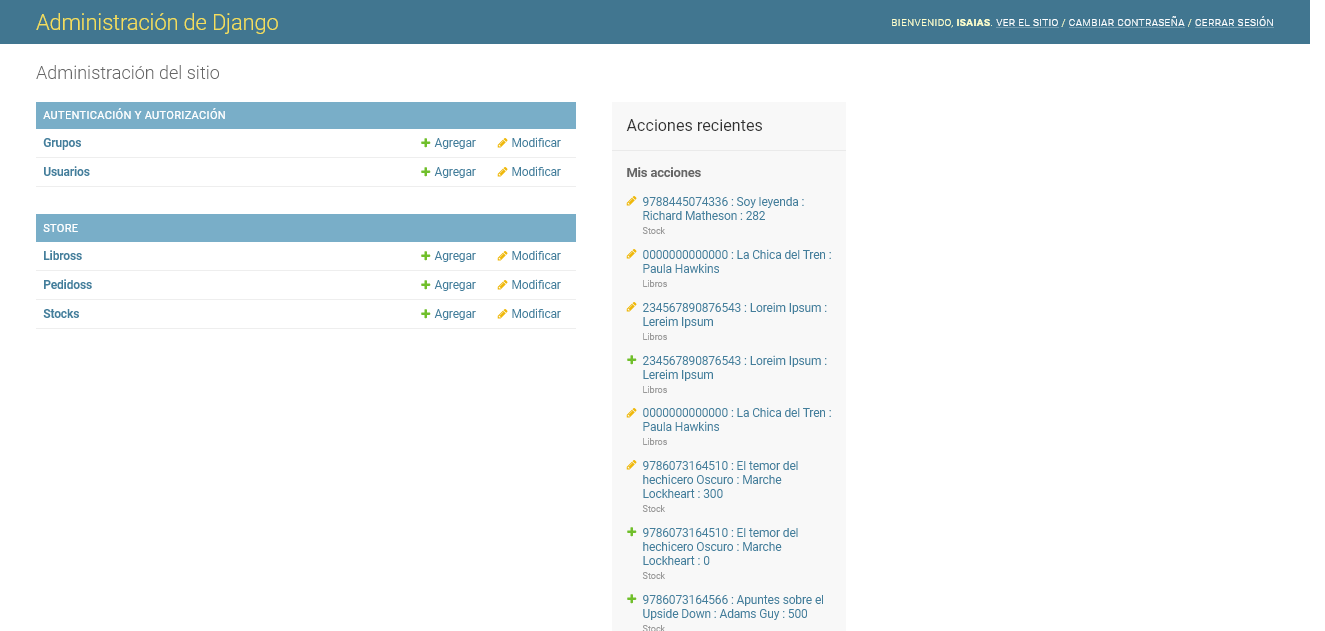 Administración de Django
BIENVENIDO, ISAIAS. VER EL SITIO / CAMBIAR CONTRASEÑA / CERRAR SESIÓN
Administración del sitio
AUTENTICACIÓN Y AUTORIZACIÓN
Grupos Agregar Modificar
Usuarios Agregar Modificar
STORE
Libross Agregar Modificar
Pedidoss Agregar Modificar
Stocks Agregar Modificar
Acciones recientes
Mis acciones
9788445074336 : Soy leyenda :
Richard Matheson : 282
Stock
0000000000000 : La Chica del Tren :
Paula Hawkins
Libros
234567890876543 : Loreim Ipsum :
Lereim Ipsum
Libros
234567890876543 : Loreim Ipsum :
Lereim Ipsum
Libros
0000000000000 : La Chica del Tren :
Paula Hawkins
Libros
9786073164510 : El temor del
hechicero Oscuro : Marche
Lockheart : 300
Stock
9786073164510 : El temor del
hechicero Oscuro : Marche
Lockheart : 0
Stock
9786073164566 : Apuntes sobre el
Upside Down : Adams Guy : 500
Stock